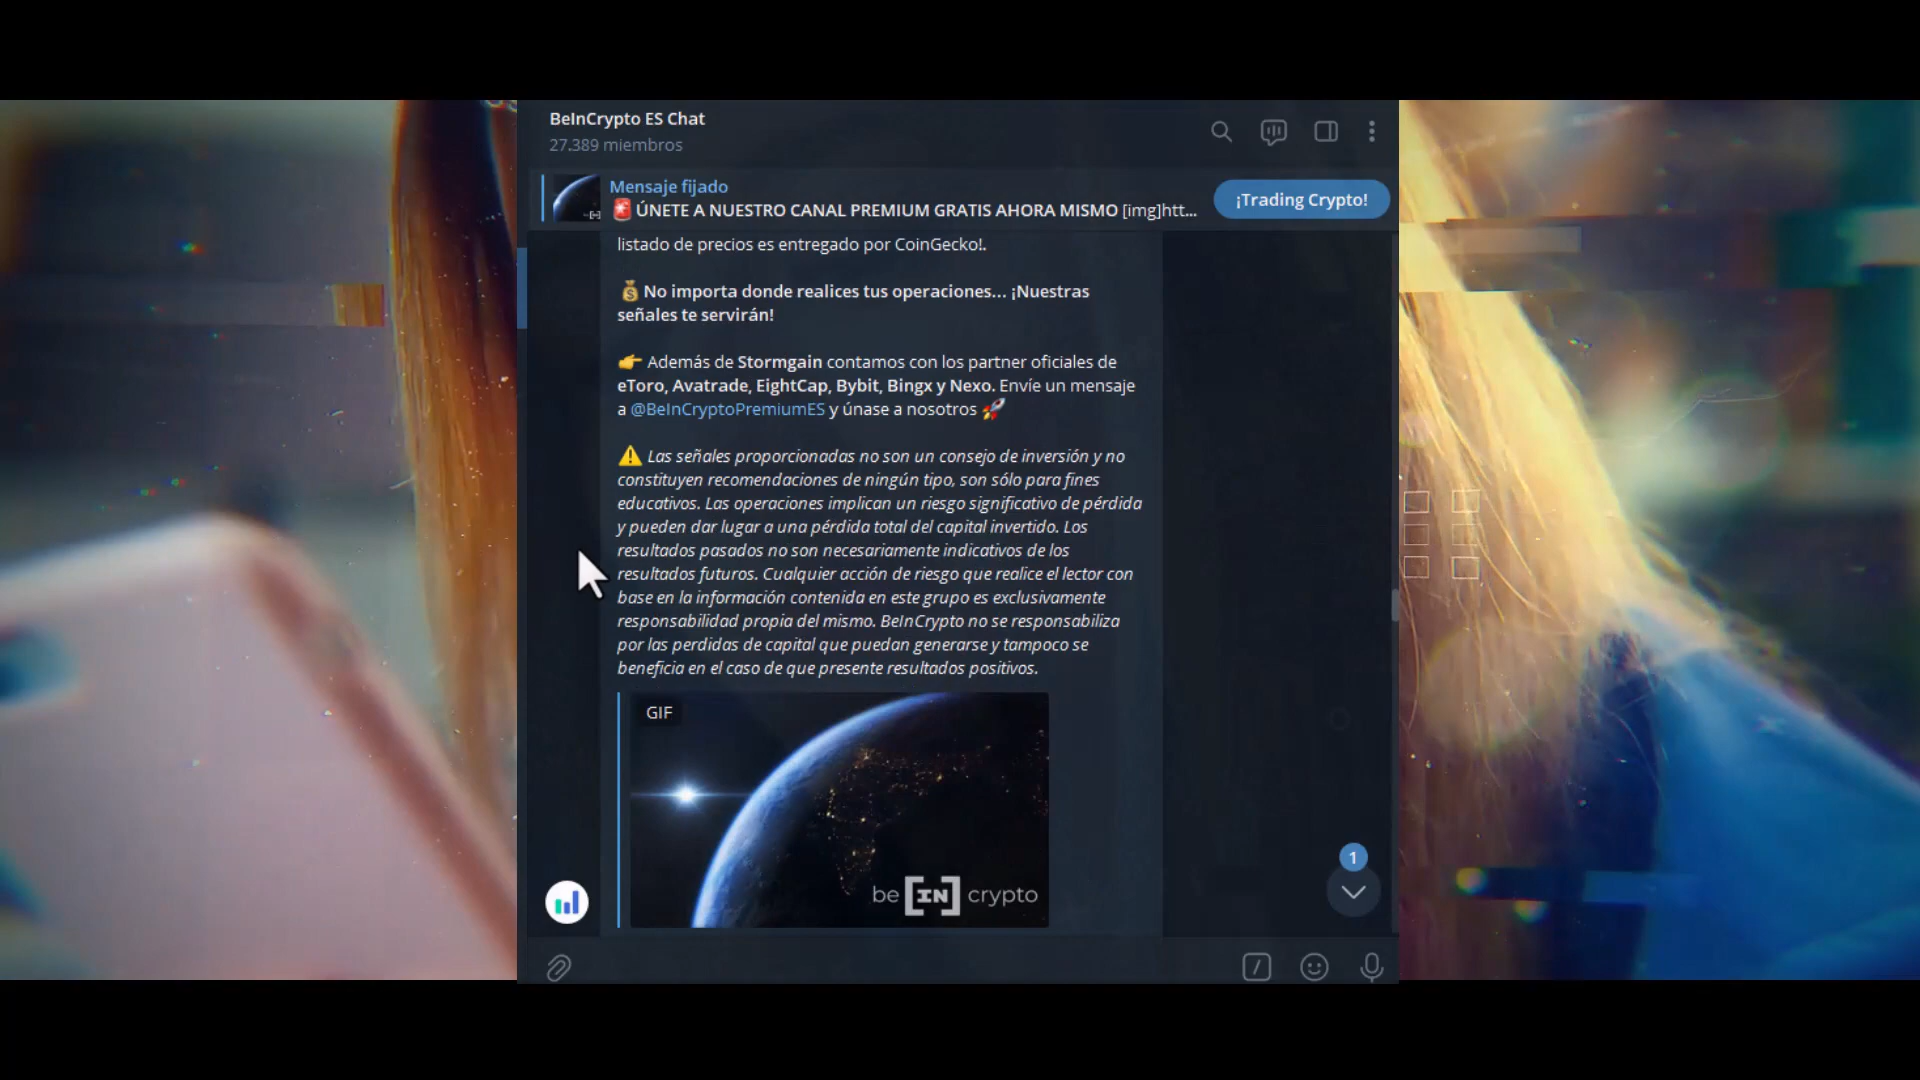 BeInCrypto ES Chat
27.389 miembros
Mensaje fijado
🚨 ÚNETE A NUESTRO CANAL PREMIUM GRATIS AHORA MISMO [img]htt...
¡Trading Crypto!
listado de precios es entregado por CoinGecko!.
💰 No importa donde realices tus operaciones... ¡Nuestras
señales te servirán!
👉 Además de Stormgain contamos con los partner oficiales de
eToro, Avatrade, EightCap, Bybit, Bingx y Nexo. Envíe un mensaje
a @BeInCryptoPremiumES y únase a nosotros 🚀
⚠️ Las señales proporcionadas no son un consejo de inversión y no
constituyen recomendaciones de ningún tipo, son sólo para fines
educativos. Las operaciones implican un riesgo significativo de pérdida
y pueden dar lugar a una pérdida total del capital invertido. Los
resultados pasados no son necesariamente indicativos de los
resultados futuros. Cualquier acción de riesgo que realice el lector con
base en la información contenida en este grupo es exclusivamente
responsabilidad propia del mismo. BeInCrypto no se responsabiliza
por las perdidas de capital que puedan generarse y tampoco se
beneficia en el caso de que presente resultados positivos.
GIF
be [IN] crypto
1